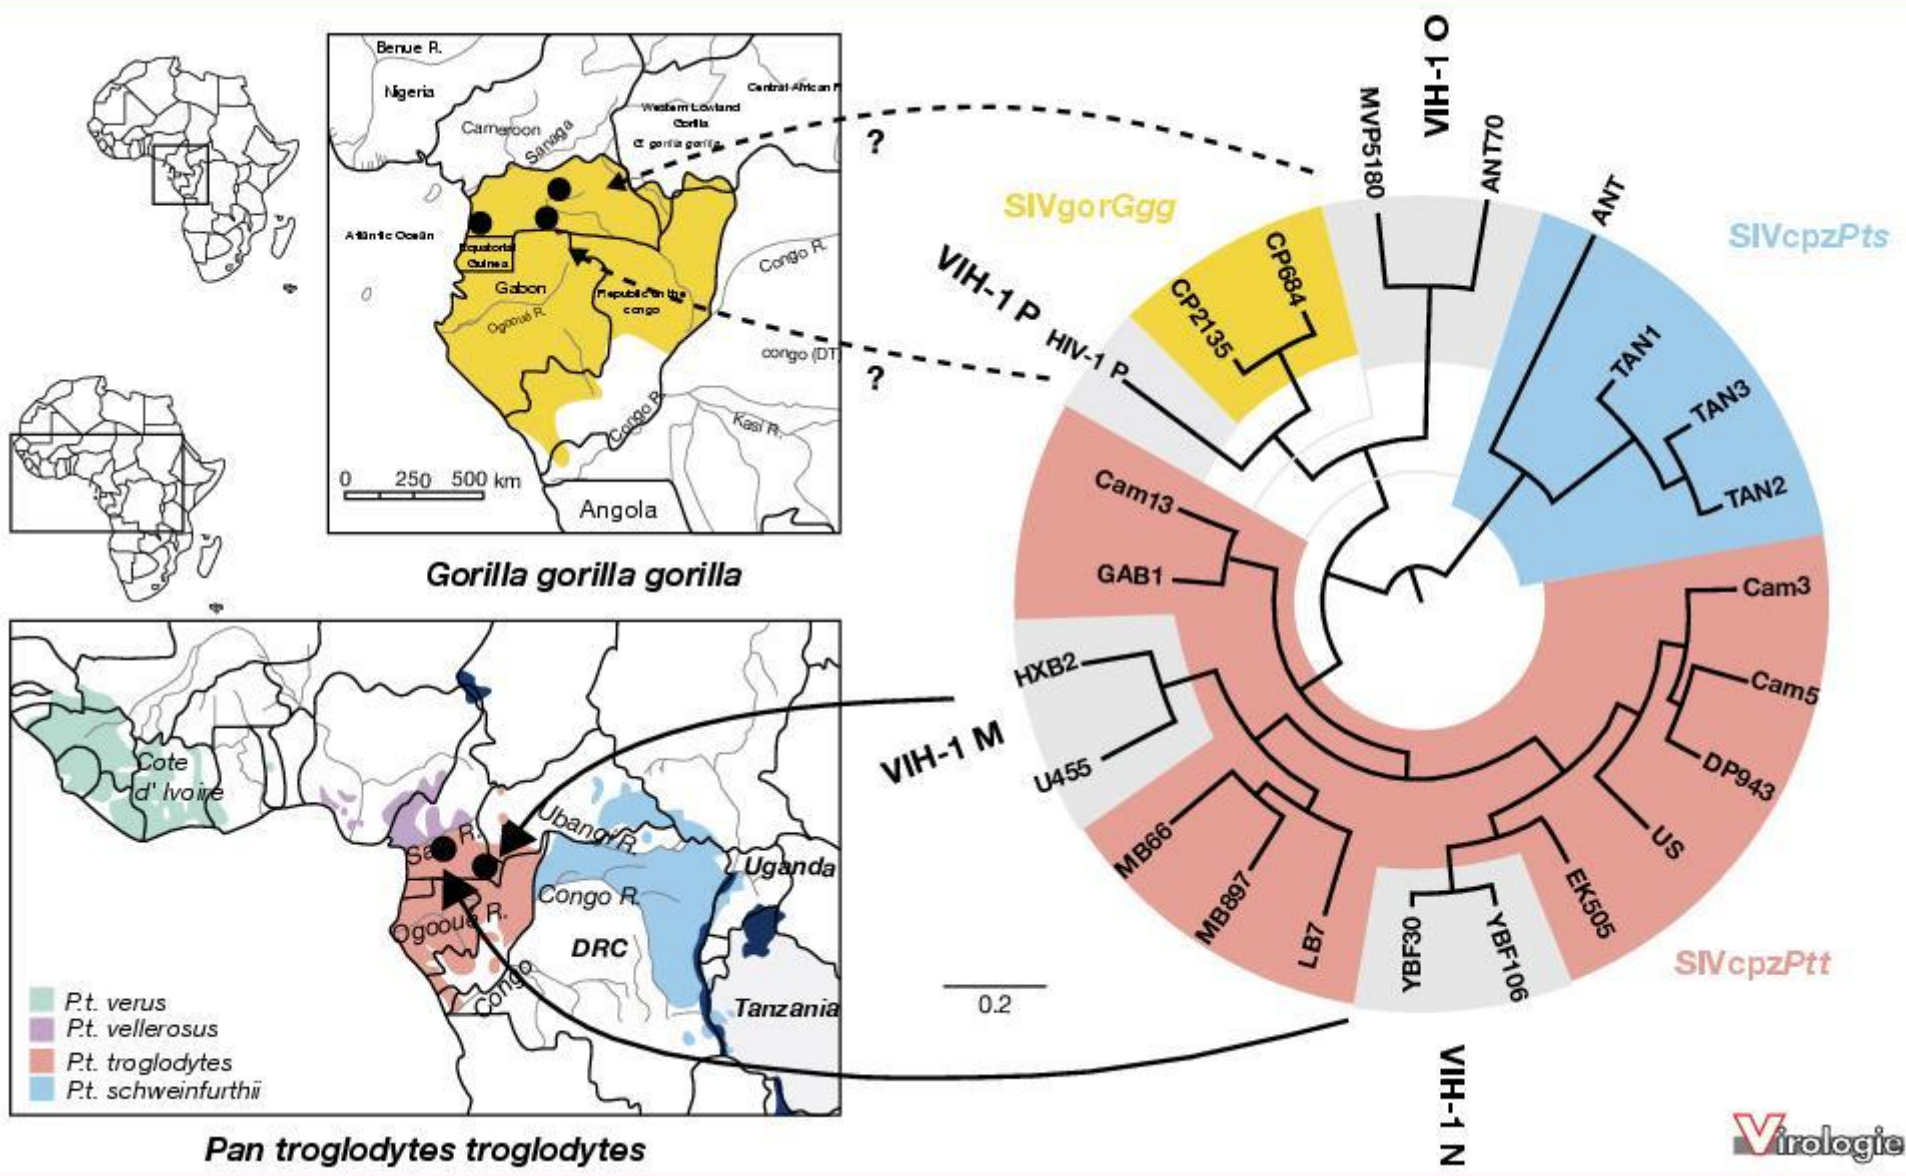 Benue R.
Nigeria
Cameroon
Sanaga
Western Lowland
Gorilla
G gorilla gorilla
Central African R
Atlantic Ocean
Equatorial
Guinea
Gabon
Ogooué R.
Republic on the
congo
Congo R.
congo (DT
Congo R.
Kasi R.
0 250 500 km
Angola
Gorilla gorilla gorilla
Cote
d' Ivoire
Sa R.
Ubangi R.
Uganda
Congo R.
Ogooué R.
DRC
Congo
Tanzania
P.t. verus
P.t. vellerosus
P.t. troglodytes
P.t. schweinfurthii
Pan troglodytes troglodytes
?
?
VIH-1 O
MVP5180
ANT70
ANT
SIVcpzPts
TAN1
TAN3
TAN2
SIVgorGgg
CP684
CP2135
VIH-1 P
HIV-1 P
Cam13
GAB1
HXB2
U455
VIH-1 M
MB66
MB897
LB7
YBF30
YBF106
EK505
US
DP943
Cam5
Cam3
SIVcpzPtt
VIH-1 N
0.2
Virologie